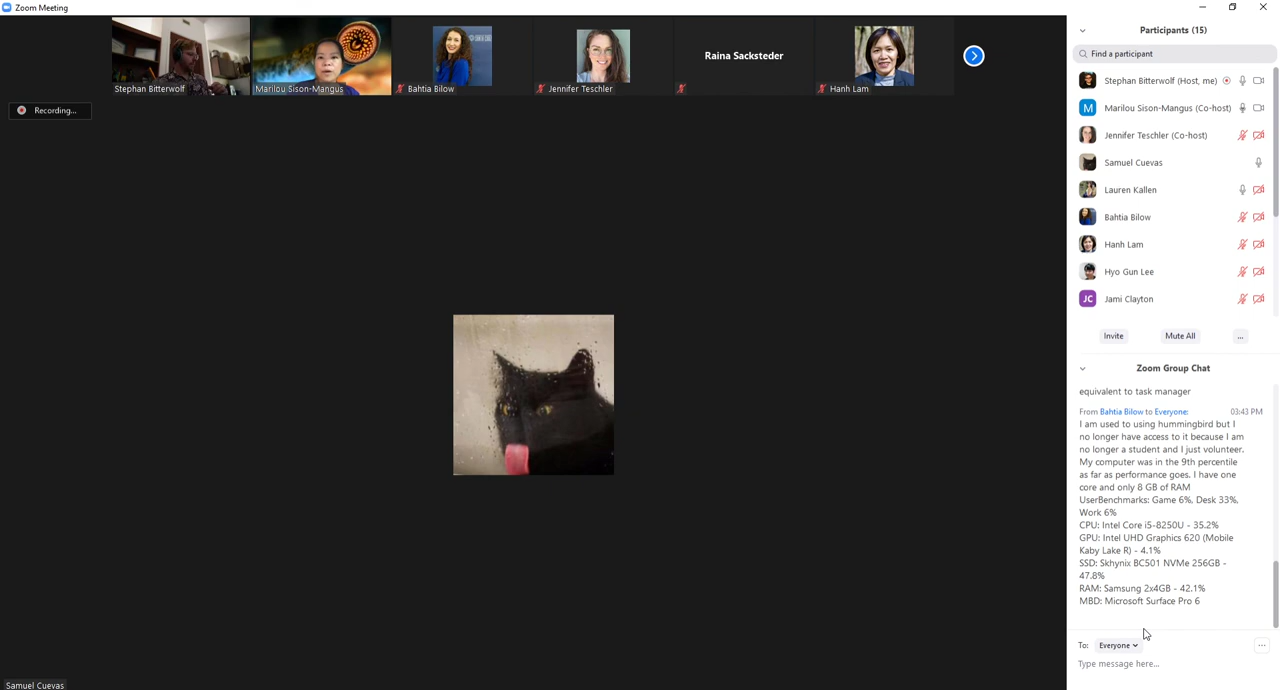 Zoom Meeting
Stephan Bitterwolf
Marilou Sison-Mangus
Bahtia Bilow
Jennifer Teschler
Raina Sacksteder
Hanh Lam
Recording...
Samuel Cuevas
Participants (15)
Find a participant
Stephan Bitterwolf (Host, me)
M Marilou Sison-Mangus (Co-host)
Jennifer Teschler (Co-host)
Samuel Cuevas
Lauren Kallen
Bahtia Bilow
Hanh Lam
Hyo Gun Lee
JC Jami Clayton
Invite Mute All ...
Zoom Group Chat
equivalent to task manager
From Bahtia Bilow to Everyone: 03:43 PM
I am used to using hummingbird but I
no longer have access to it because I am
no longer a student and I just volunteer.
My computer was in the 9th percentile
as far as performance goes. I have one
core and only 8 GB of RAM
UserBenchmarks: Game 6%, Desk 33%,
Work 6%
CPU: Intel Core i5-8250U - 35.2%
GPU: Intel UHD Graphics 620 (Mobile
Kaby Lake R) - 4.1%
SSD: Skhynix BC501 NVMe 256GB -
47.8%
RAM: Samsung 2x4GB - 42.1%
MBD: Microsoft Surface Pro 6
To: Everyone
Type message here...